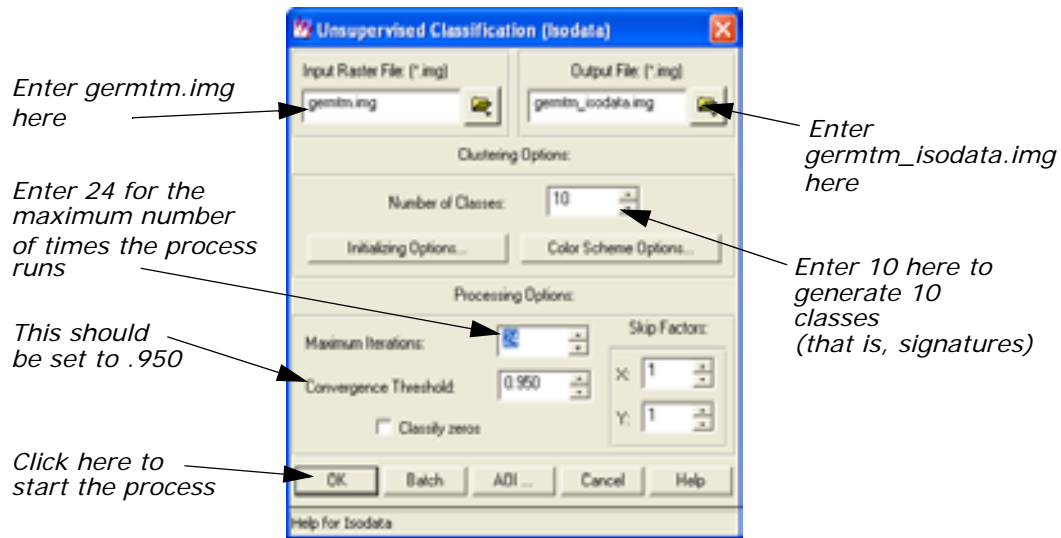 Unsupervised Classification (Isodata)
Input Raster File: (*.img)
Output File: (*.img)
germtm.img
germtm_isodata.img
Enter germtm.img
here
Enter
germtm_isodata.img
here
Clustering Options:
Number of Classes:
10
Initializing Options...
Color Scheme Options...
Enter 24 for the
maximum number
of times the process
runs
Enter 10 here to
generate 10
classes
(that is, signatures)
Processing Options:
Maximum Iterations:
24
Skip Factors:
This should
be set to .950
Convergence Threshold:
0.950
X:
1
Y:
1
Classify zeros
Click here to
start the process
OK
Batch
AOI ...
Cancel
Help
Help for Isodata